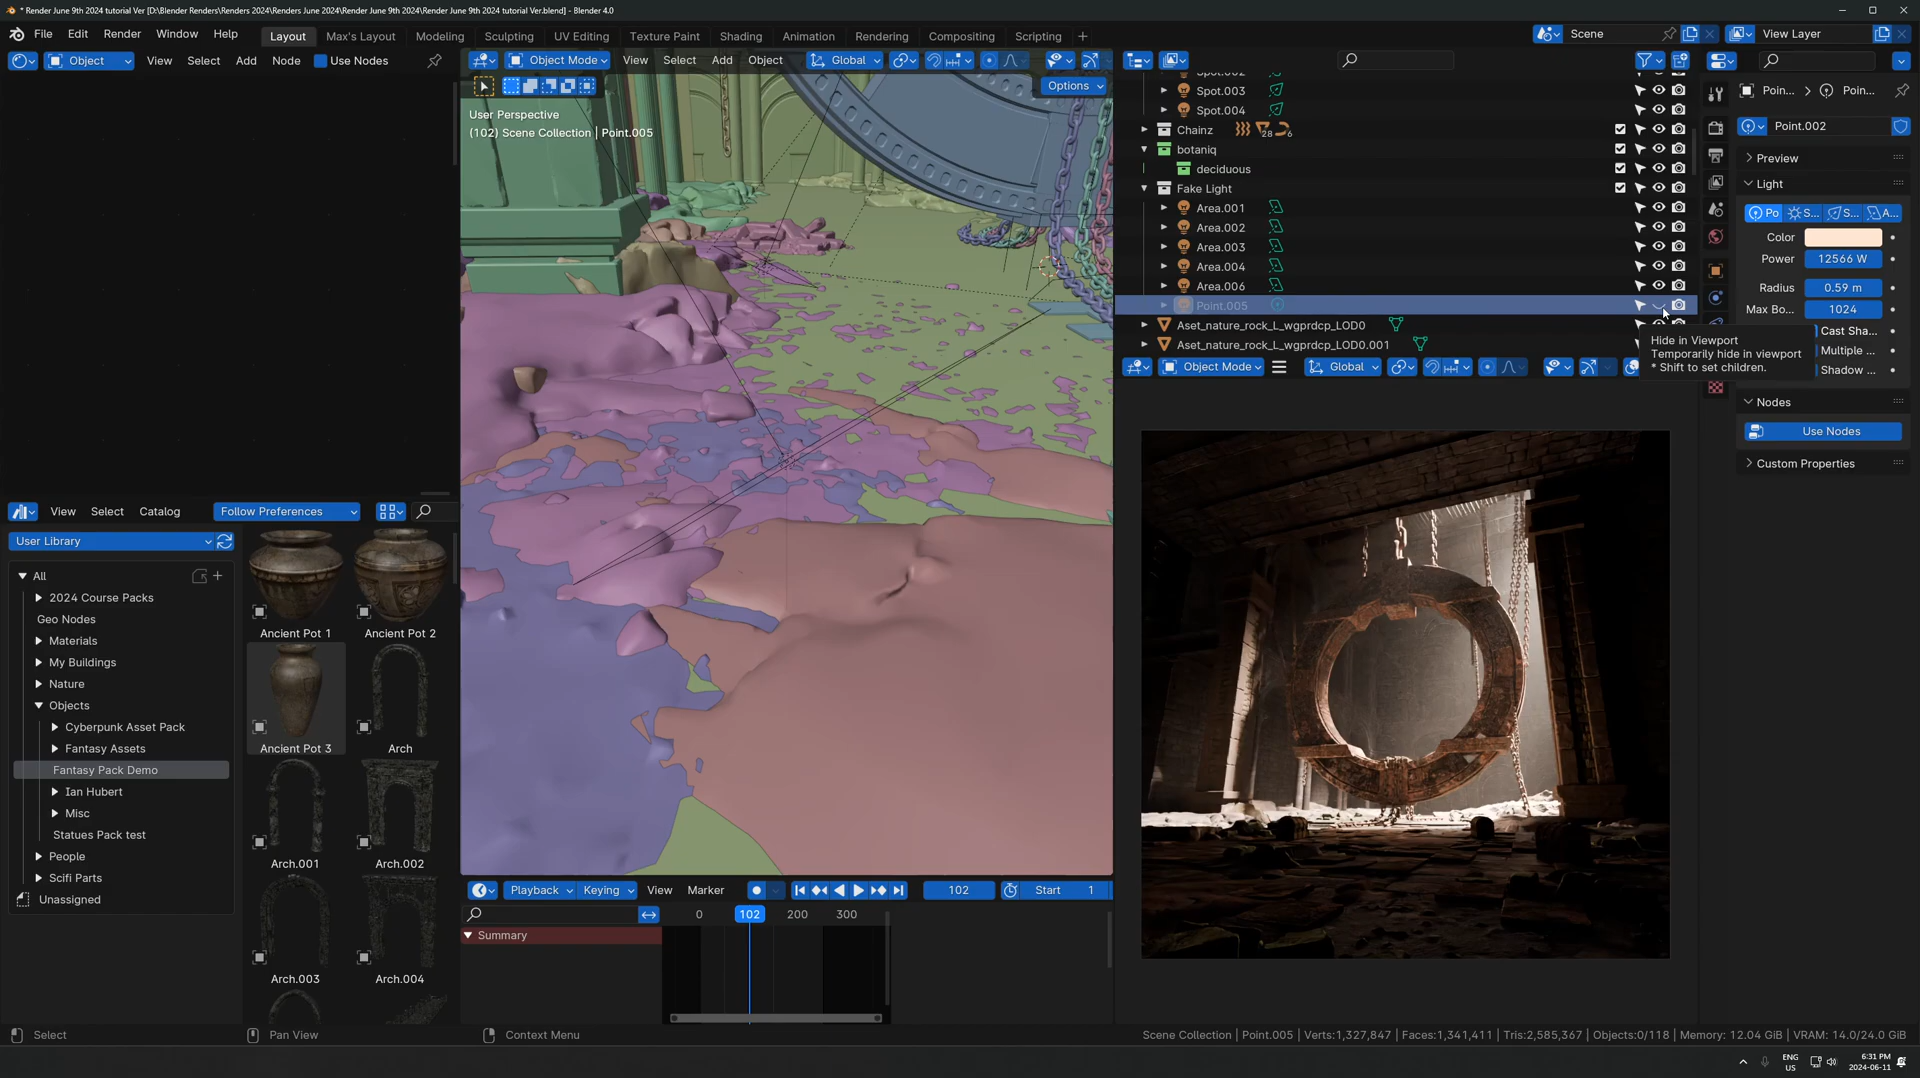 * Render June 9th 2024 tutorial Ver [D:\Blender Renders\Renders 2024\Renders June 2024\Render June 9th 2024\Render June 9th 2024 tutorial Ver.blend] - Blender 4.0
File Edit Render Window Help
Layout Max's Layout Modeling Sculpting UV Editing Texture Paint Shading Animation Rendering Compositing Scripting
Scene
View Layer
Object View Select Add Node Use Nodes
Object Mode View Select Add Object Global
Options
User Perspective
(102) Scene Collection | Point.005
Spot.002
Spot.003
Spot.004
Chainz 28 6
botaniq
deciduous
Fake Light
Area.001
Area.002
Area.003
Area.004
Area.006
Point.005
Aset_nature_rock_L_wgprdcp_LOD0
Aset_nature_rock_L_wgprdcp_LOD0.001
Object Mode Global
Hide in Viewport
Temporarily hide in viewport
* Shift to set children.
Poin... Poin...
Point.002
Preview
Light
Po S... S... A...
Color
Power 12566 W
Radius 0.59 m
Max Bo... 1024
Cast Sha...
Multiple ...
Shadow ...
Nodes
Use Nodes
Custom Properties
View Select Catalog Follow Preferences
User Library
All
2024 Course Packs
Geo Nodes
Materials
My Buildings
Nature
Objects
Cyberpunk Asset Pack
Fantasy Assets
Fantasy Pack Demo
Ian Hubert
Misc
Statues Pack test
People
Scifi Parts
Unassigned
Ancient Pot 1 Ancient Pot 2
Ancient Pot 3 Arch
Arch.001 Arch.002
Arch.003 Arch.004
Playback Keying View Marker 102 Start 1
0 102 200 300
Summary
Select Pan View Context Menu
Scene Collection | Point.005 | Verts:1,327,847 | Faces:1,341,411 | Tris:2,585,367 | Objects:0/118 | Memory: 12.04 GiB | VRAM: 14.0/24.0 GiB
ENG
US
6:31 PM
2024-06-11